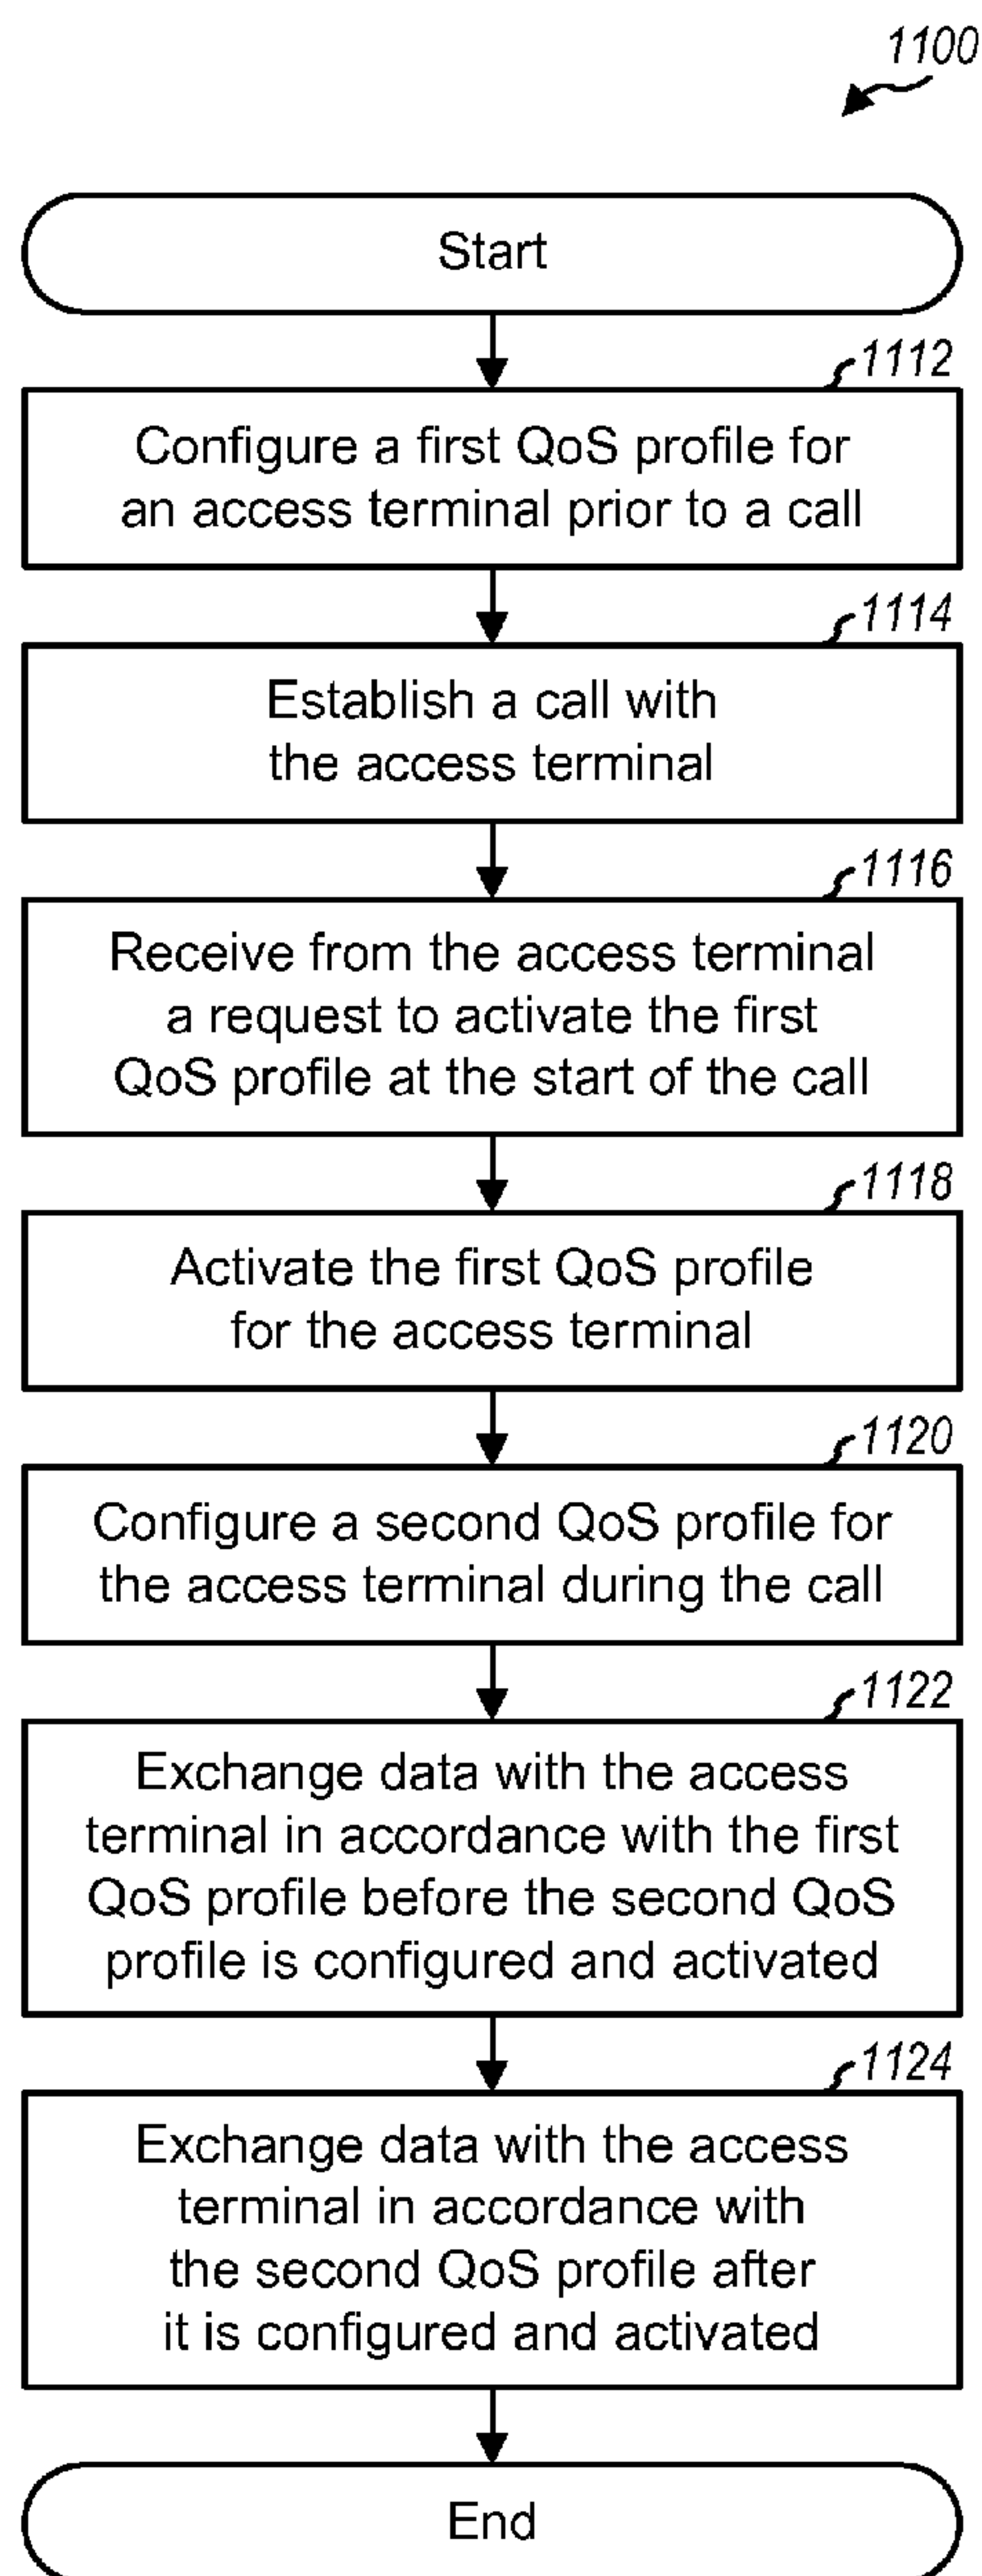 1100
Start
1112
Configure a first QoS profile for
an access terminal prior to a call
1114
Establish a call with
the access terminal
1116
Receive from the access terminal
a request to activate the first
QoS profile at the start of the call
1118
Activate the first QoS profile
for the access terminal
1120
Configure a second QoS profile for
the access terminal during the call
1122
Exchange data with the access
terminal in accordance with the first
QoS profile before the second QoS
profile is configured and activated
1124
Exchange data with the access
terminal in accordance with
the second QoS profile after
it is configured and activated
End